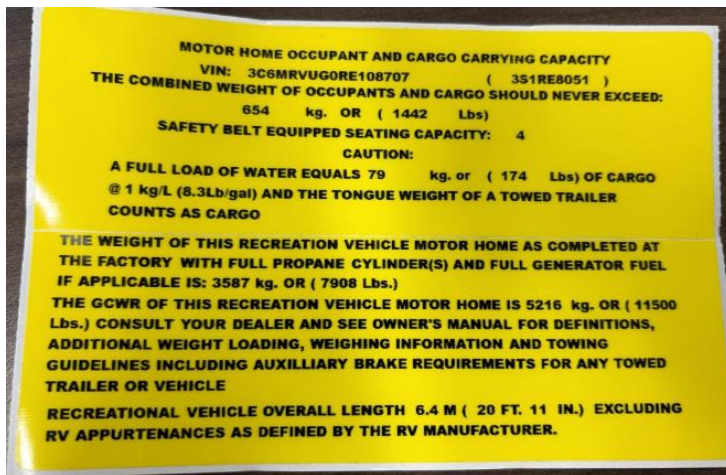 MOTOR HOME OCCUPANT AND CARGO CARRYING CAPACITY
VIN: 3C6MRVUG0RE108707 ( 3S1RE8051 )
THE COMBINED WEIGHT OF OCCUPANTS AND CARGO SHOULD NEVER EXCEED:
654 kg. OR ( 1442 Lbs)
SAFETY BELT EQUIPPED SEATING CAPACITY: 4
CAUTION:
A FULL LOAD OF WATER EQUALS 79 kg. or ( 174 Lbs) OF CARGO
@ 1 kg/L (8.3Lb/gal) AND THE TONGUE WEIGHT OF A TOWED TRAILER
COUNTS AS CARGO
THE WEIGHT OF THIS RECREATION VEHICLE MOTOR HOME AS COMPLETED AT
THE FACTORY WITH FULL PROPANE CYLINDER(S) AND FULL GENERATOR FUEL
IF APPLICABLE IS: 3587 kg. OR ( 7908 Lbs.)
THE GCWR OF THIS RECREATION VEHICLE MOTOR HOME IS 5216 kg. OR ( 11500
Lbs.) CONSULT YOUR DEALER AND SEE OWNER'S MANUAL FOR DEFINITIONS,
ADDITIONAL WEIGHT LOADING, WEIGHING INFORMATION AND TOWING
GUIDELINES INCLUDING AUXILLIARY BRAKE REQUIREMENTS FOR ANY TOWED
TRAILER OR VEHICLE
RECREATIONAL VEHICLE OVERALL LENGTH 6.4 M ( 20 FT. 11 IN.) EXCLUDING
RV APPURTENANCES AS DEFINED BY THE RV MANUFACTURER.